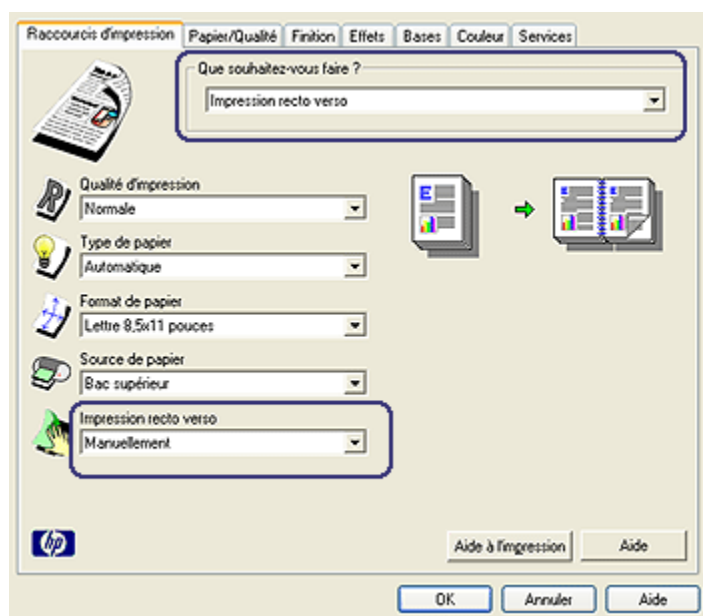 Raccourcis d'impression Papier/Qualité Finition Effets Bases Couleur Services
Que souhaitez-vous faire ?
Impression recto verso
Qualité d'impression
Normale
Type de papier
Automatique
Format de papier
Lettre 8,5x11 pouces
Source de papier
Bac supérieur
Impression recto verso
Manuellement
hp
Aide à l'impression Aide
OK Annuler Aide